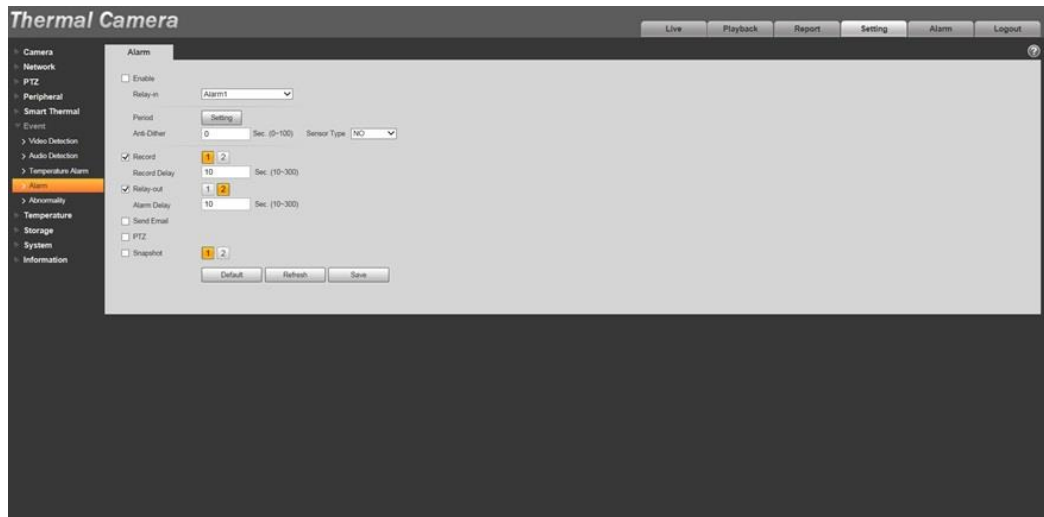 Thermal Camera
Live Playback Report Setting Alarm Logout
Camera
Network
PTZ
Peripheral
Smart Thermal
Event
> Video Detection
> Audio Detection
> Temperature Alarm
> Alarm
> Abnormality
Temperature
Storage
System
Information
Alarm
?
Enable
Relay-in Alarm1
Period Setting
Anti-Dither 0 Sec. (0~100) Sensor Type NO
Record 1 2
Record Delay 10 Sec. (10~300)
Relay-out 1 2
Alarm Delay 10 Sec. (10~300)
Send Email
PTZ
Snapshot 1 2
Default Refresh Save